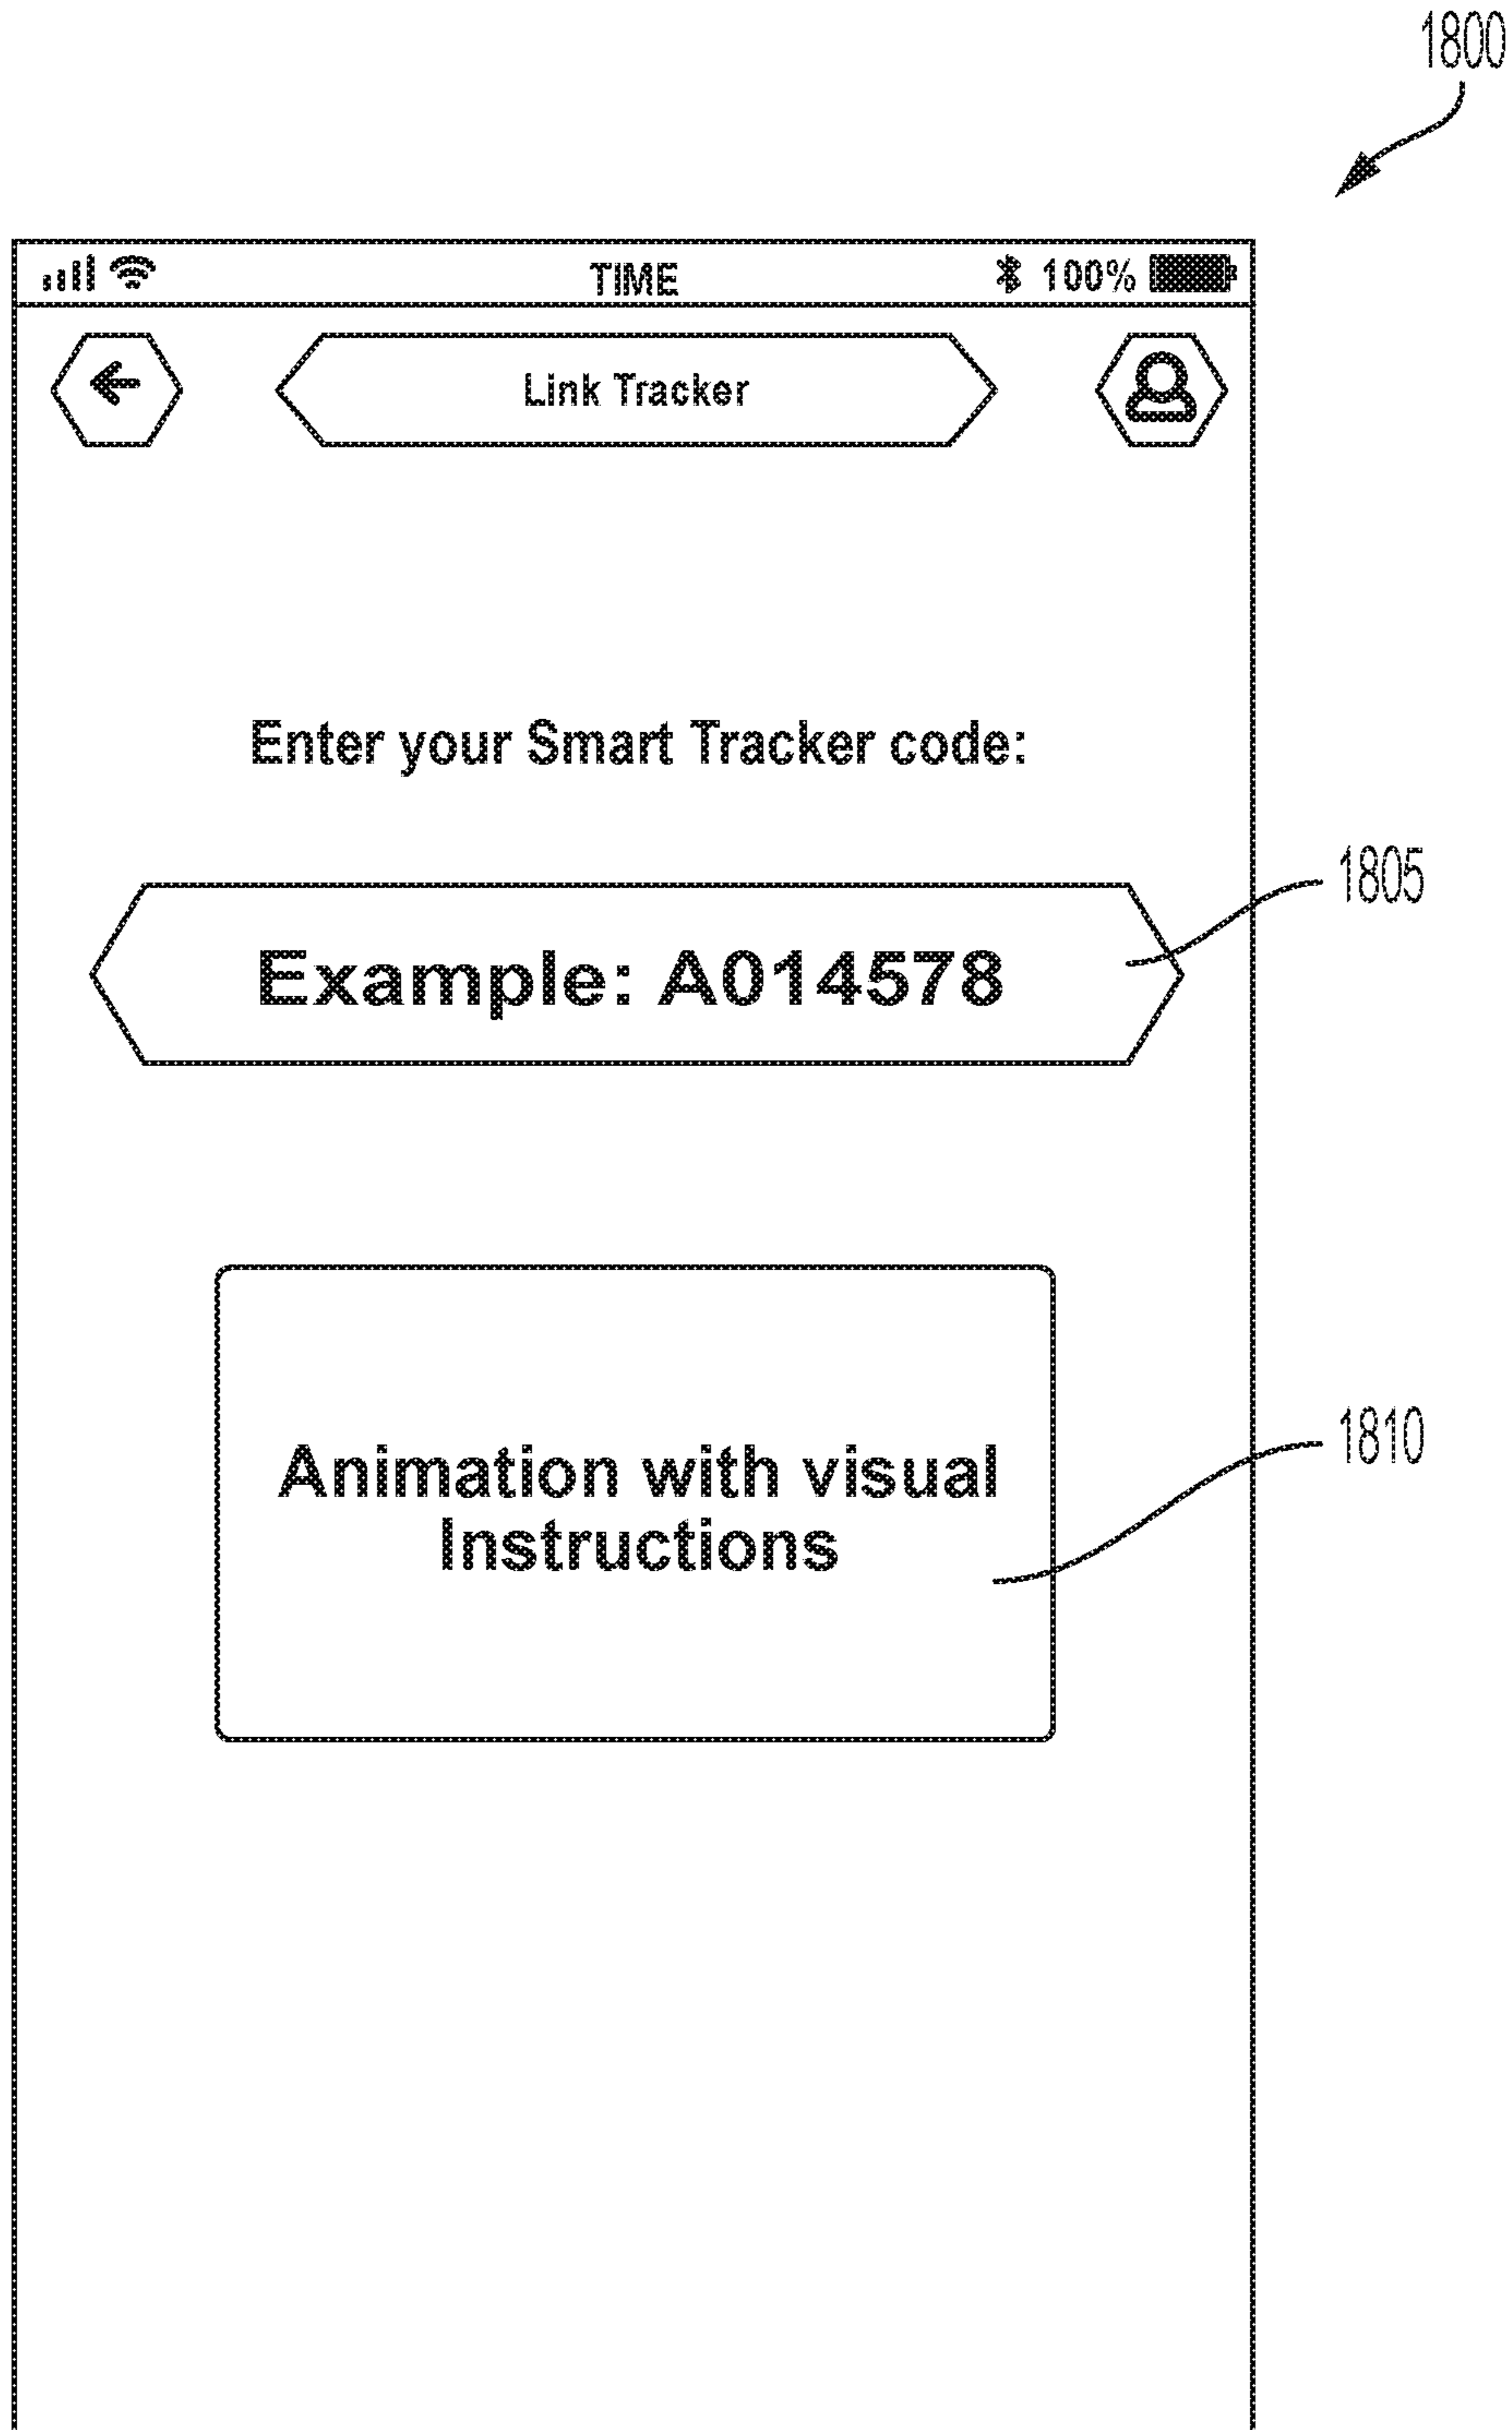 1800
TIME
100%
Link Tracker
Enter your Smart Tracker code:
1805
Example: A014578
Animation with visual
Instructions
1810